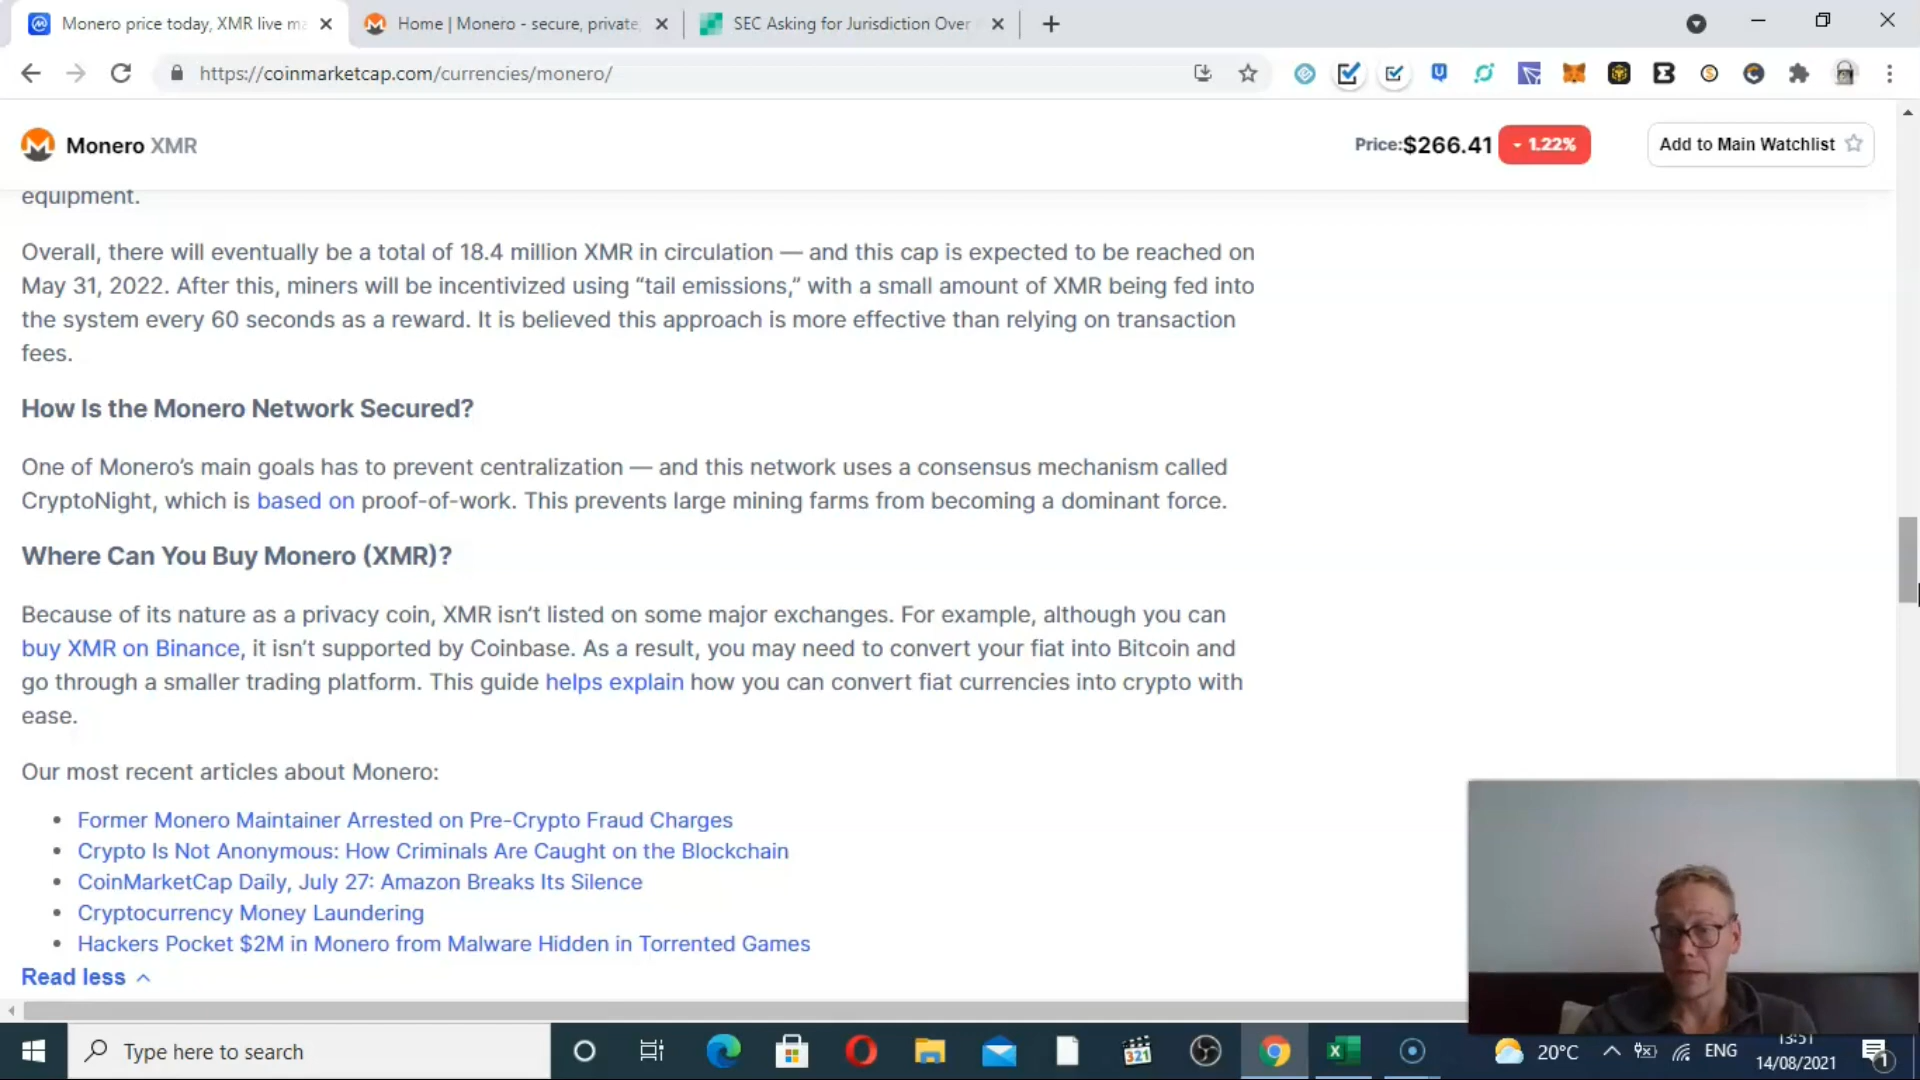 Monero price today, XMR live ma
Home | Monero - secure, private,
SEC Asking for Jurisdiction Over
https://coinmarketcap.com/currencies/monero/
Monero XMR
Price:$266.41
1.22%
Add to Main Watchlist
equipment.
Overall, there will eventually be a total of 18.4 million XMR in circulation — and this cap is expected to be reached on
May 31, 2022. After this, miners will be incentivized using “tail emissions,” with a small amount of XMR being fed into
the system every 60 seconds as a reward. It is believed this approach is more effective than relying on transaction
fees.
How Is the Monero Network Secured?
One of Monero’s main goals has to prevent centralization — and this network uses a consensus mechanism called
CryptoNight, which is based on proof-of-work. This prevents large mining farms from becoming a dominant force.
Where Can You Buy Monero (XMR)?
Because of its nature as a privacy coin, XMR isn’t listed on some major exchanges. For example, although you can
buy XMR on Binance, it isn’t supported by Coinbase. As a result, you may need to convert your fiat into Bitcoin and
go through a smaller trading platform. This guide helps explain how you can convert fiat currencies into crypto with
ease.
Our most recent articles about Monero:
• Former Monero Maintainer Arrested on Pre-Crypto Fraud Charges
• Crypto Is Not Anonymous: How Criminals Are Caught on the Blockchain
• CoinMarketCap Daily, July 27: Amazon Breaks Its Silence
• Cryptocurrency Money Laundering
• Hackers Pocket $2M in Monero from Malware Hidden in Torrented Games
Read less
Type here to search
321
20°C
ENG
13:51
14/08/2021
1